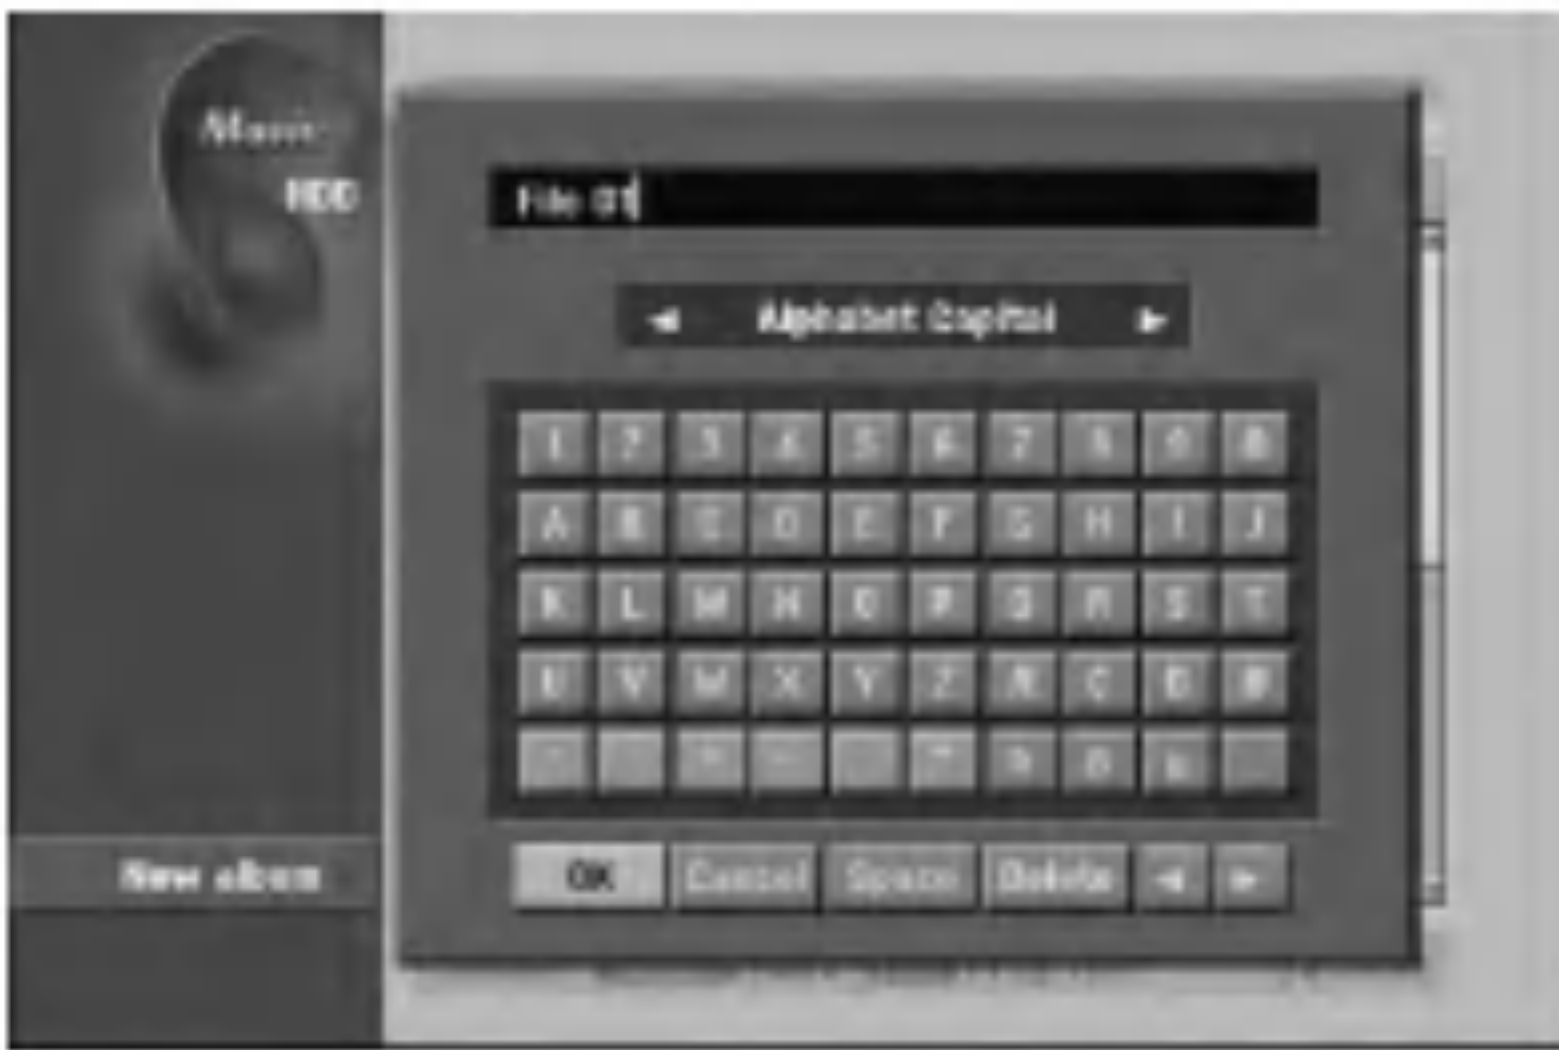 Music
HDD
File 01
◄ Alphabet Capital ►
1 2 3 4 5 6 7 8 9 0
A B C D E F G H I J
K L M N O P Q R S T
U V W X Y Z Æ Ç Ð Ø
OK Cancel Space Delete ◄ ►
New album